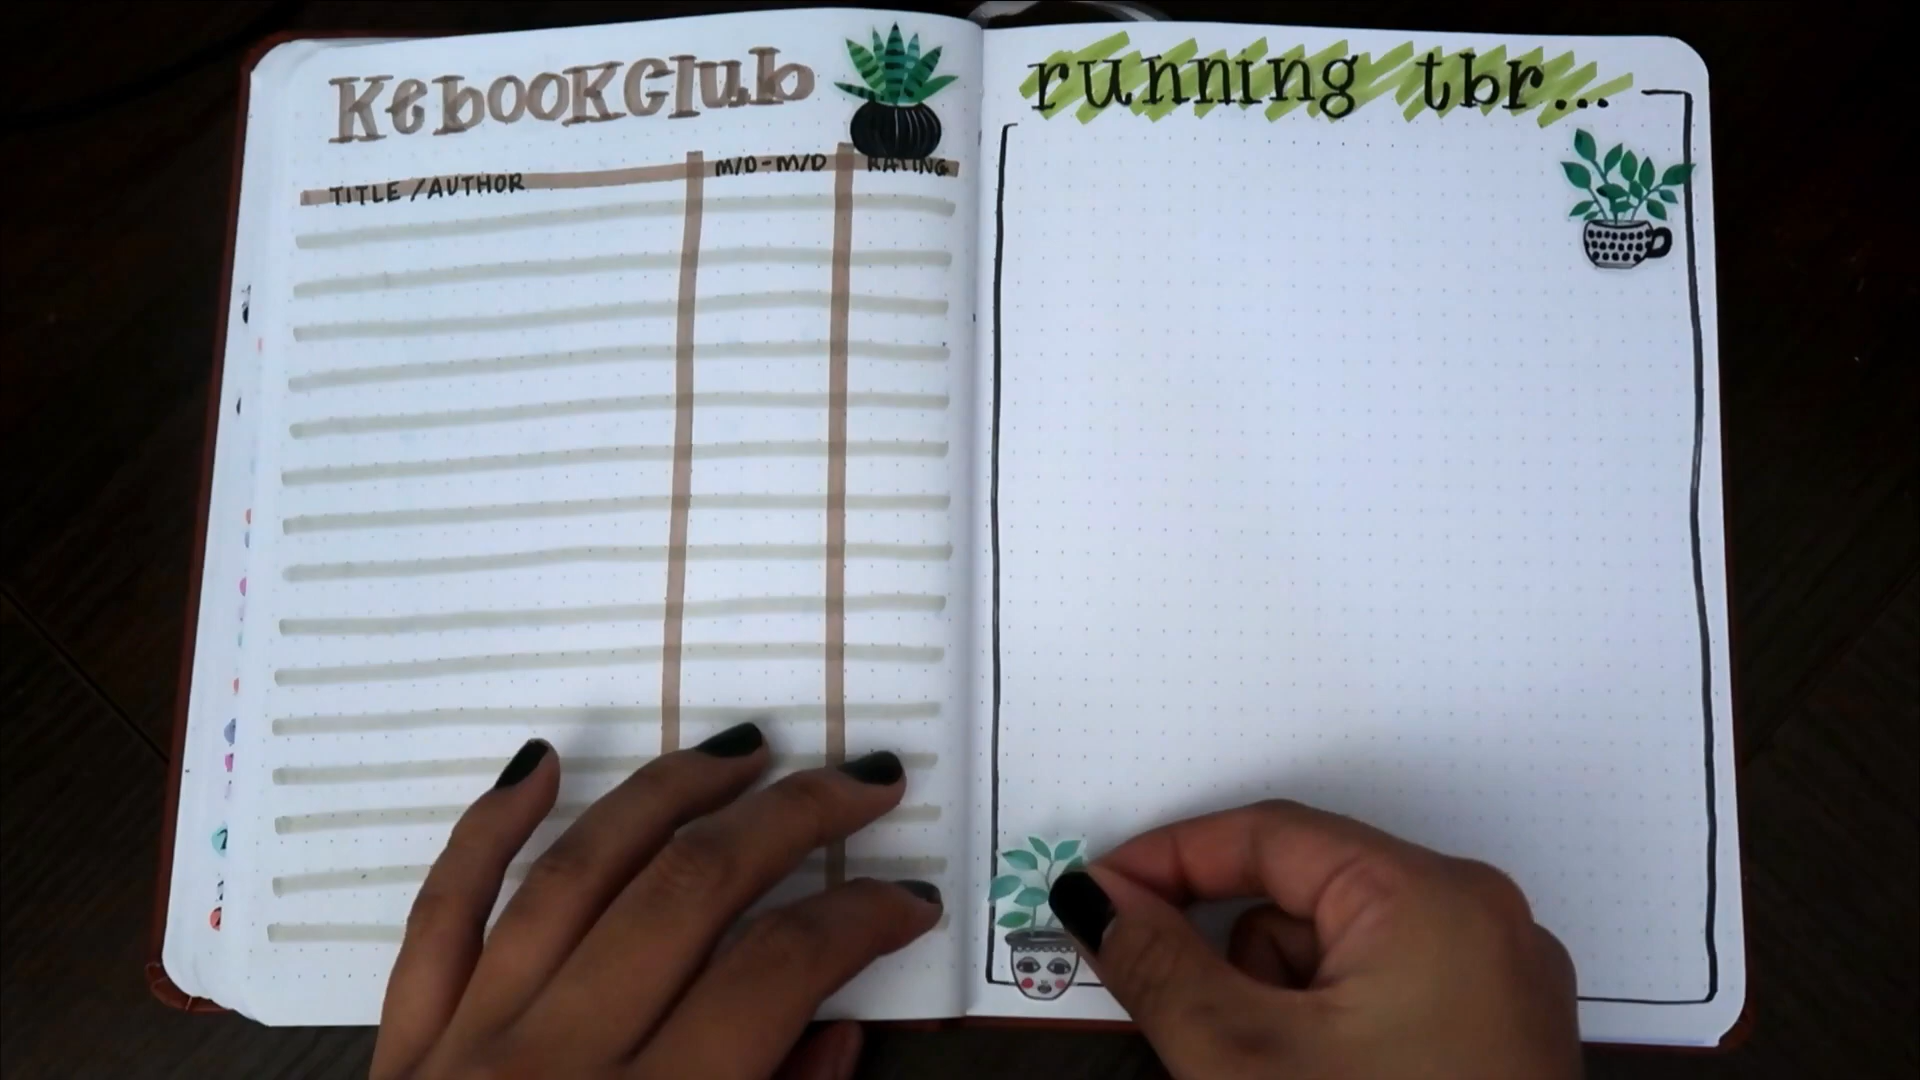 KebooKClub
TITLE/AUTHOR
M/D-M/D
RATING
running tbr...